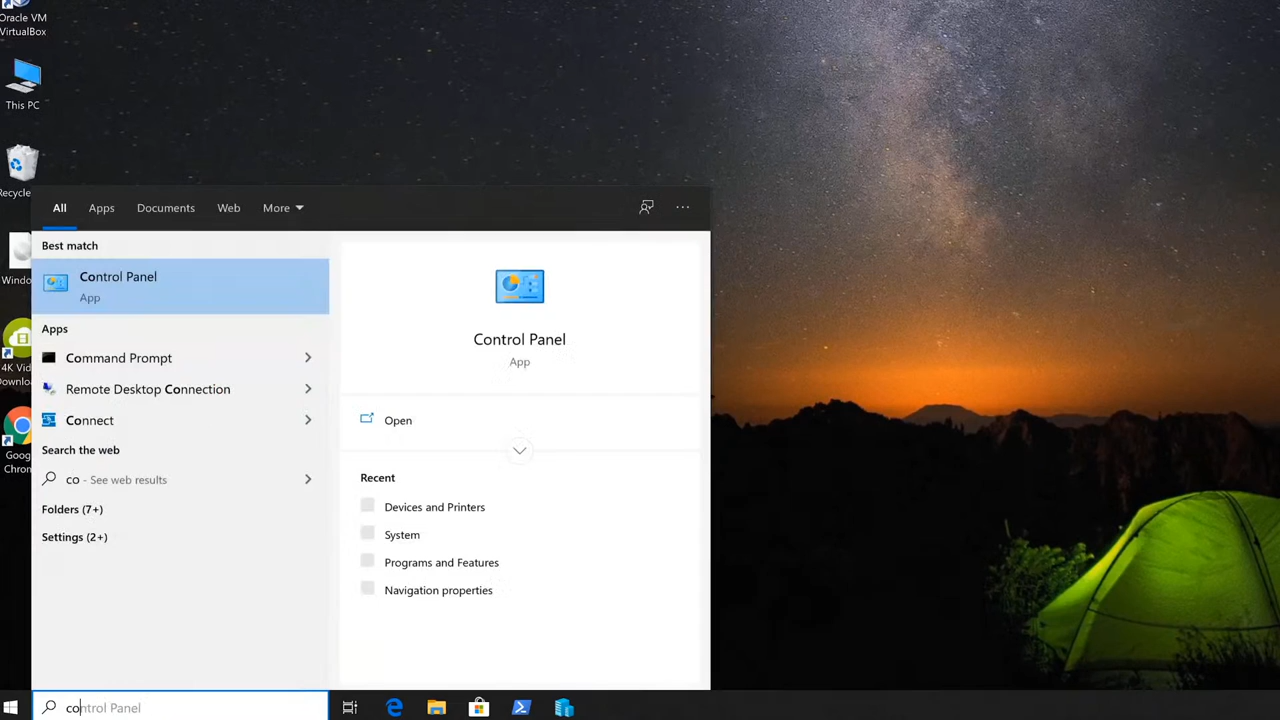 Oracle VM
VirtualBox
This PC
Recycle
Windo
4K Vid
Downlo
Goog
Chron
All Apps Documents Web More
Best match
Control Panel
App
Apps
Command Prompt
Remote Desktop Connection
Connect
Search the web
co - See web results
Folders (7+)
Settings (2+)
Control Panel
App
Open
Recent
Devices and Printers
System
Programs and Features
Navigation properties
control Panel